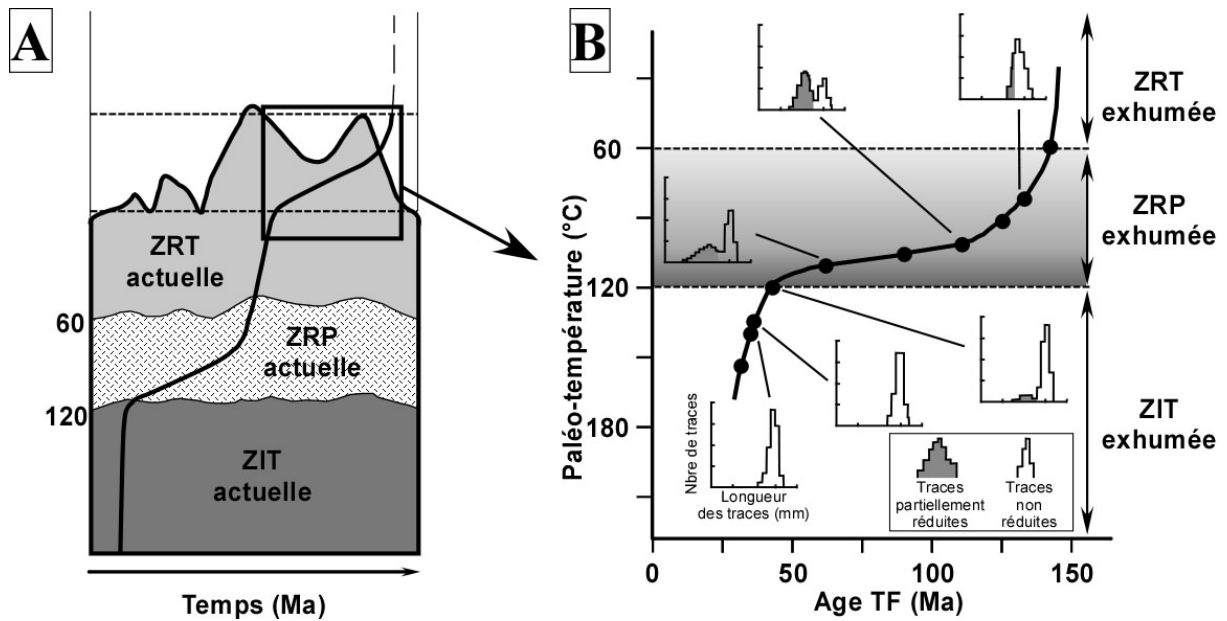 A
ZRT
actuelle
60
ZRP
actuelle
120
ZIT
actuelle
Temps (Ma)
B
Paléo-température (°C)
60
120
180
ZRT
exhumée
ZRP
exhumée
ZIT
exhumée
Nbre de traces
Longueur
des traces (mm)
Traces
partiellement
réduites
Traces
non
réduites
0
50
100
150
Age TF (Ma)